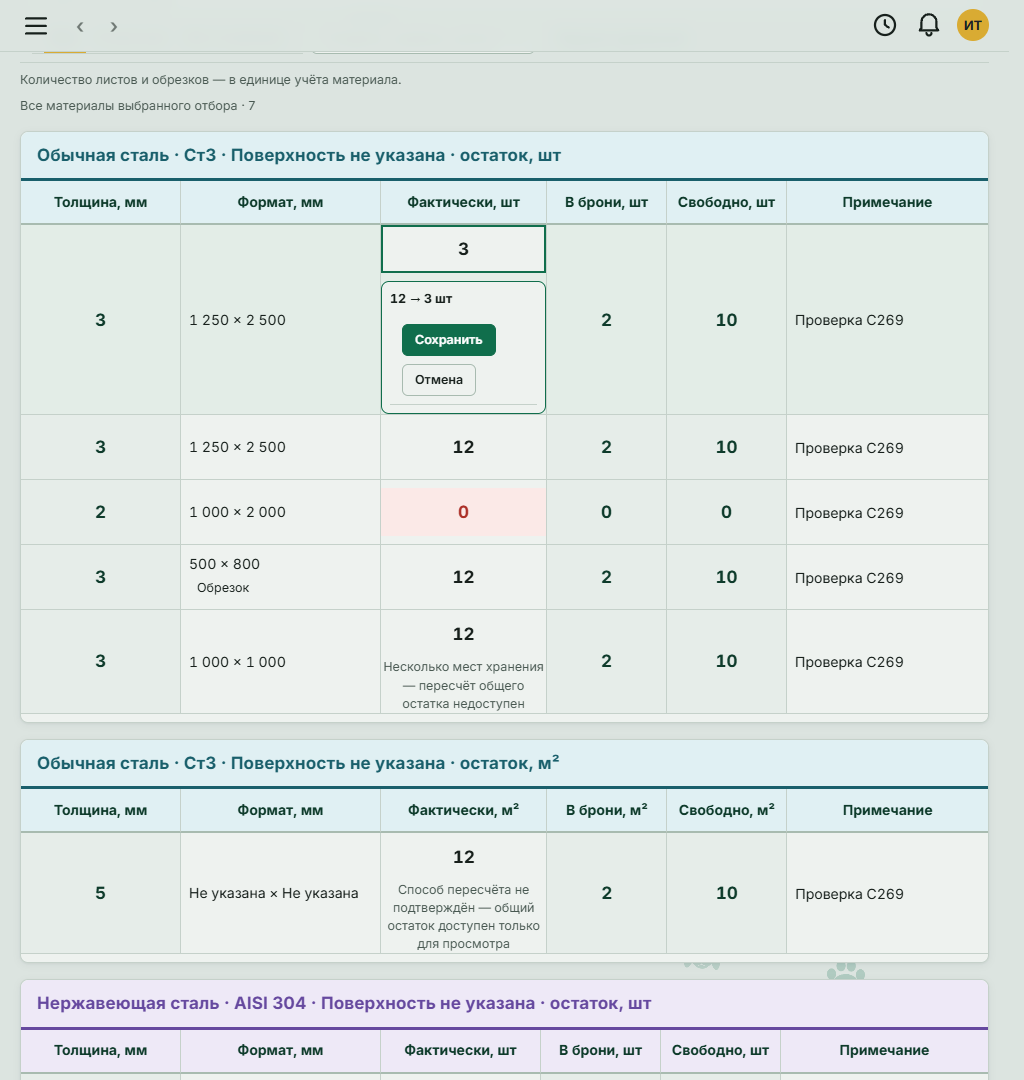 ИТ
Количество листов и обрезков — в единице учёта материала.
Все материалы выбранного отбора · 7
Обычная сталь · Ст3 · Поверхность не указана · остаток, шт
Толщина, мм Формат, мм Фактически, шт В брони, шт Свободно, шт Примечание
3
12 → 3 шт
3 1 250 × 2 500 2 10 Проверка С269
Сохранить
Отмена
3 1 250 × 2 500 12 2 10 Проверка С269
2 1 000 × 2 000 0 0 0 Проверка С269
500 × 800
3 12 2 10 Проверка С269
Обрезок
12
3 1 000 × 1 000 2 10 Проверка С269
Несколько мест хранения
— пересчёт общего
остатка недоступен
Обычная сталь · Ст3 · Поверхность не указана · остаток, м²
Толщина, мм Формат, мм Фактически, м² В брони, м² Свободно, м² Примечание
12
5 Не указана × Не указана 2 10 Проверка С269
Способ пересчёта не
подтверждён — общий
остаток доступен только
для просмотра
Нержавеющая сталь · AISI 304 · Поверхность не указана · остаток, шт
Толщина, мм Формат, мм Фактически, шт В брони, шт Свободно, шт Примечание